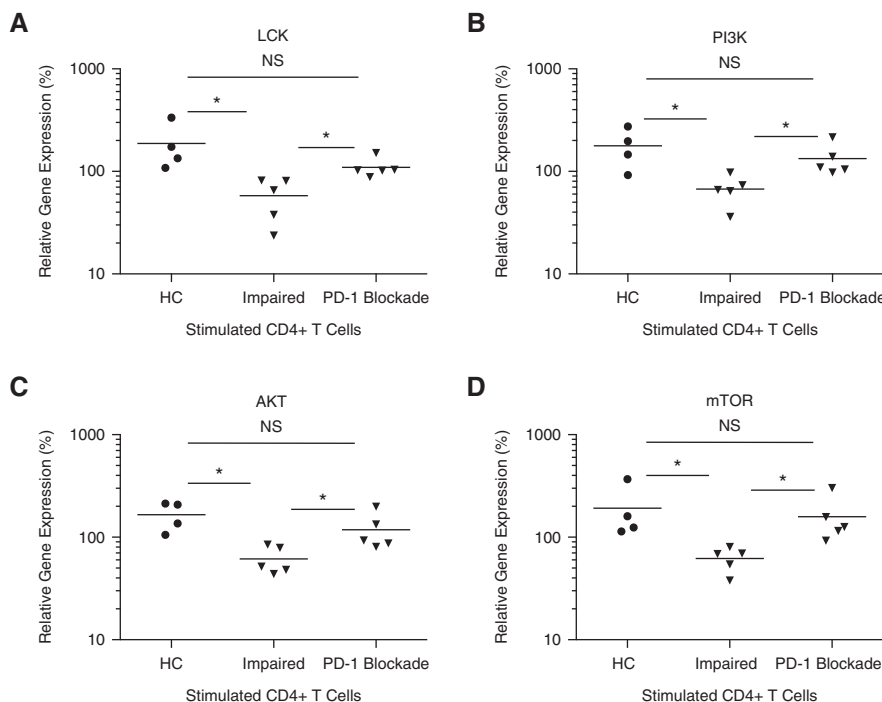 A
LCK
NS
*
*
Relative Gene Expression (%)
1000
100
10
HC Impaired PD-1 Blockade
Stimulated CD4+ T Cells
B
PI3K
NS
*
*
Relative Gene Expression (%)
1000
100
10
HC Impaired PD-1 Blockade
Stimulated CD4+ T Cells
C
AKT
NS
*
*
Relative Gene Expression (%)
1000
100
10
HC Impaired PD-1 Blockade
Stimulated CD4+ T Cells
D
mTOR
NS
*
*
Relative Gene Expression (%)
1000
100
10
HC Impaired PD-1 Blockade
Stimulated CD4+ T Cells